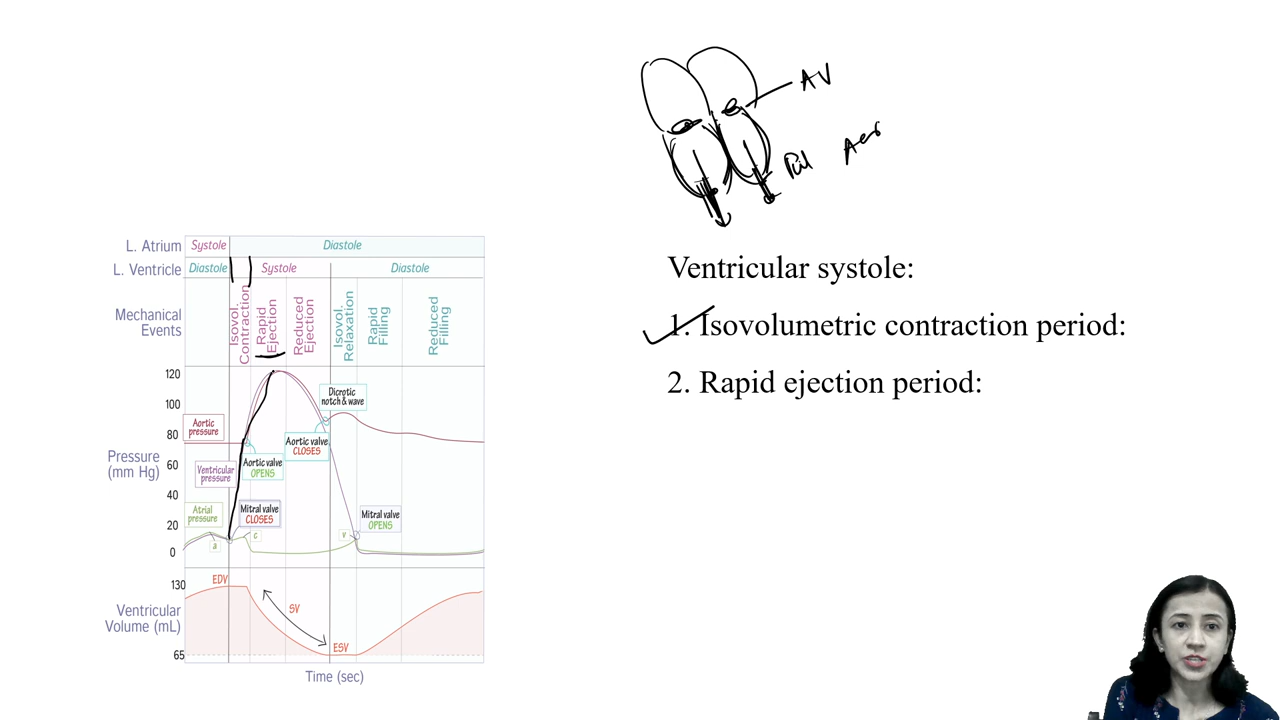 AV
Pul Aor
Ventricular systole:
1. Isovolumetric contraction period:
2. Rapid ejection period:
L. Atrium Systole Diastole
L. Ventricle Diastole Systole Diastole
Mechanical Events
Isovol. Contraction
Rapid Ejection
Reduced Ejection
Isovol. Relaxation
Rapid Filling
Reduced Filling
Pressure (mm Hg)
120
100
80
60
40
20
0
Aortic pressure
Ventricular pressure
Atrial pressure
Dicrotic notch & wave
Aortic valve CLOSES
Aortic valve OPENS
Mitral valve CLOSES
Mitral valve OPENS
a
c
v
Ventricular Volume (mL)
130
65
EDV
SV
ESV
Time (sec)